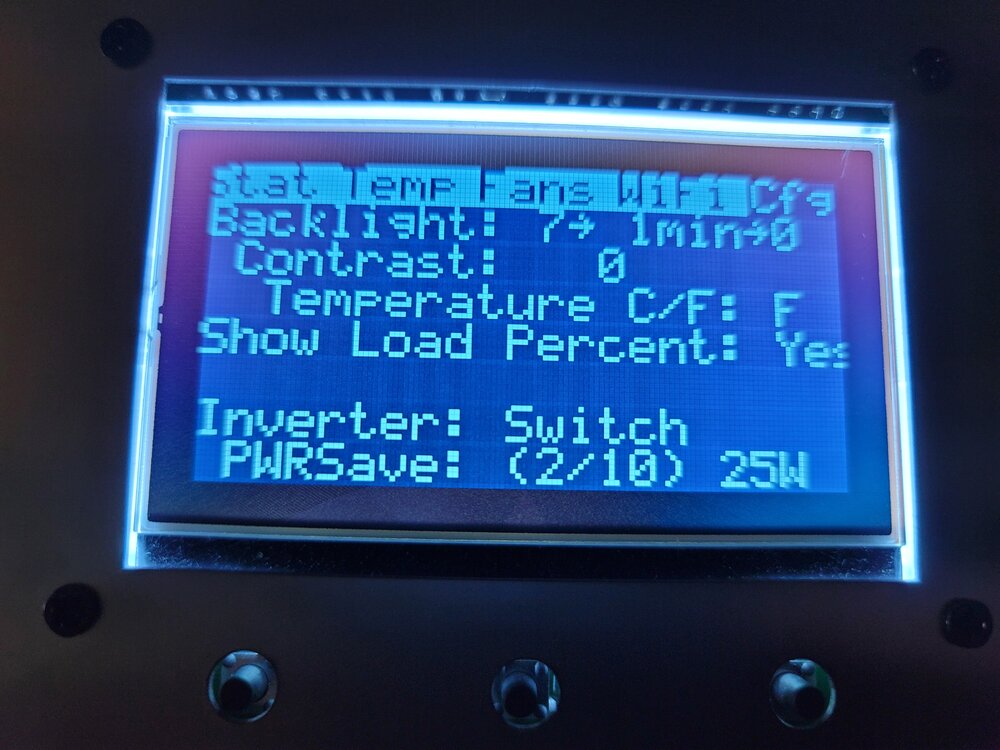 Stat Temp Fans WiFi Cfg
Backlight: 7→ 1min→0
Contrast: 0
Temperature C/F: F
Show Load Percent: Yes
Inverter: Switch
PWRSave: (2/10) 25W